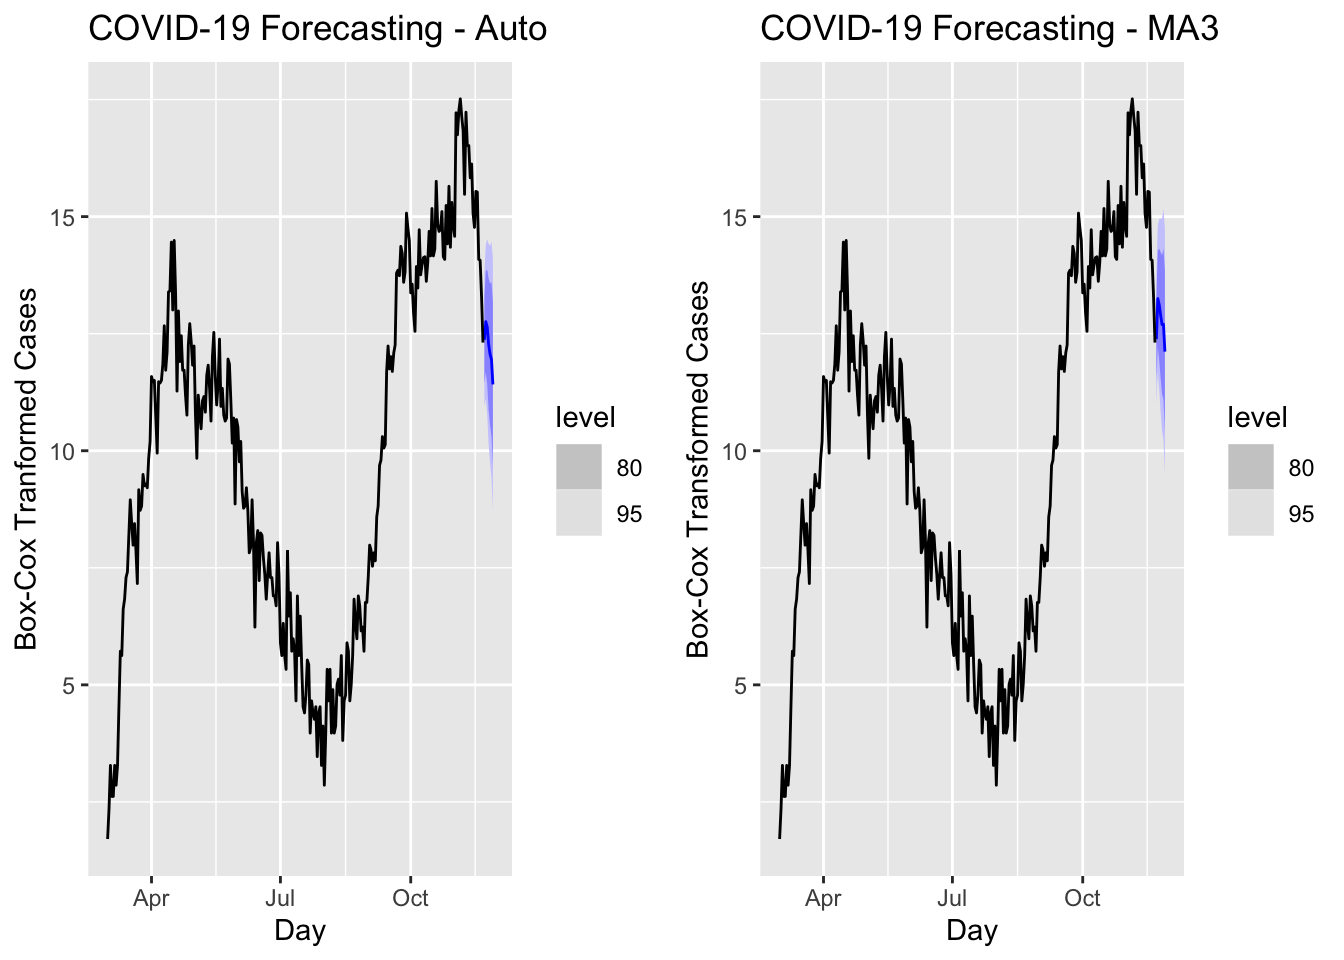 COVID-19 Forecasting - Auto
Box-Cox Tranformed Cases
15
10
5
Apr
Jul
Oct
Day
level
80
95
COVID-19 Forecasting - MA3
Box-Cox Transformed Cases
15
10
5
Apr
Jul
Oct
Day
level
80
95